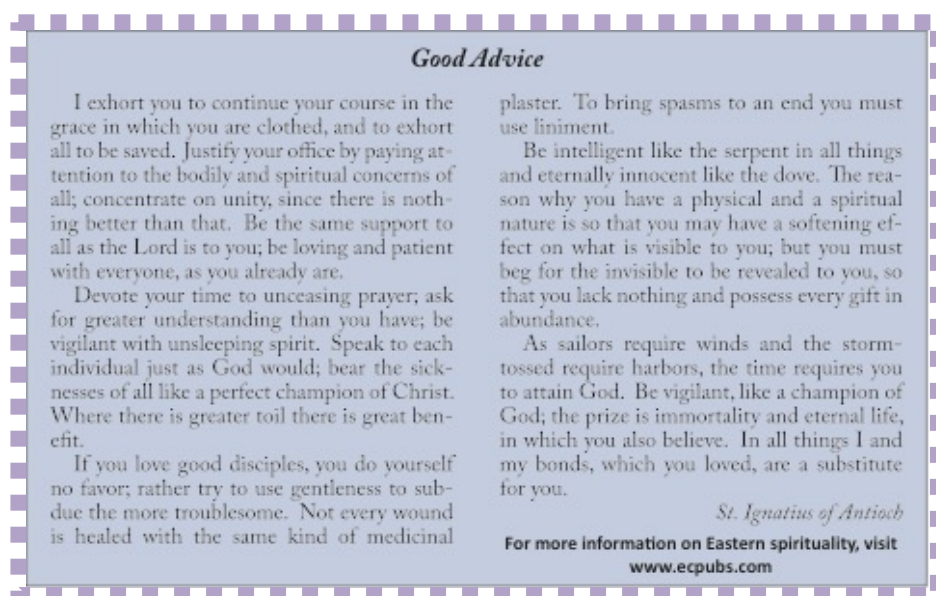 Good Advice
I exhort you to continue your course in the
grace in which you are clothed, and to exhort
all to be saved. Justify your office by paying at-
tention to the bodily and spiritual concerns of
all; concentrate on unity, since there is noth-
ing better than that. Be the same support to
all as the Lord is to you; be loving and patient
with everyone, as you already are.
Devote your time to unceasing prayer; ask
for greater understanding than you have; be
vigilant with unsleeping spirit. Speak to each
individual just as God would; bear the sick-
nesses of all like a perfect champion of Christ.
Where there is greater toil there is great ben-
efit.
If you love good disciples, you do yourself
no favor; rather try to use gentleness to sub-
due the more troublesome. Not every wound
is healed with the same kind of medicinal
plaster. To bring spasms to an end you must
use liniment.
Be intelligent like the serpent in all things
and eternally innocent like the dove. The rea-
son why you have a physical and a spiritual
nature is so that you may have a softening ef-
fect on what is visible to you; but you must
beg for the invisible to be revealed to you, so
that you lack nothing and possess every gift in
abundance.
As sailors require winds and the storm-
tossed require harbors, the time requires you
to attain God. Be vigilant, like a champion of
God; the prize is immortality and eternal life,
in which you also believe. In all things I and
my bonds, which you loved, are a substitute
for you.
St. Ignatius of Antioch
For more information on Eastern spirituality, visit
www.ecpubs.com